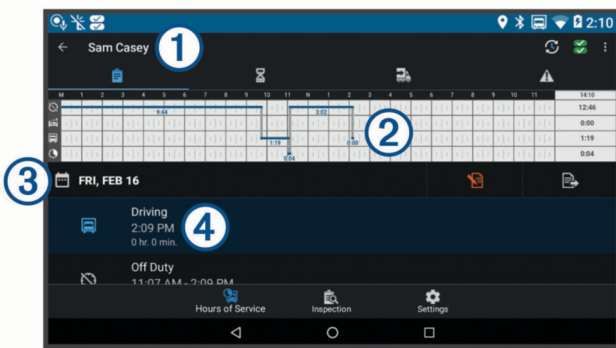 2:10
Sam Casey
1
M 1 2 3 4 5 6 7 8 9 10 11 N 1 2 3 4 5 6 7 8 9 10 11 14:10
9:44 3:02 12:46
0:00
1:19 0:00 1:19
0:04 0:04
2
3
FRI, FEB 16
Driving
2:09 PM
0 hr. 0 min.
4
Off Duty
11:07 AM - 2:09 PM
Hours of Service Inspection Settings